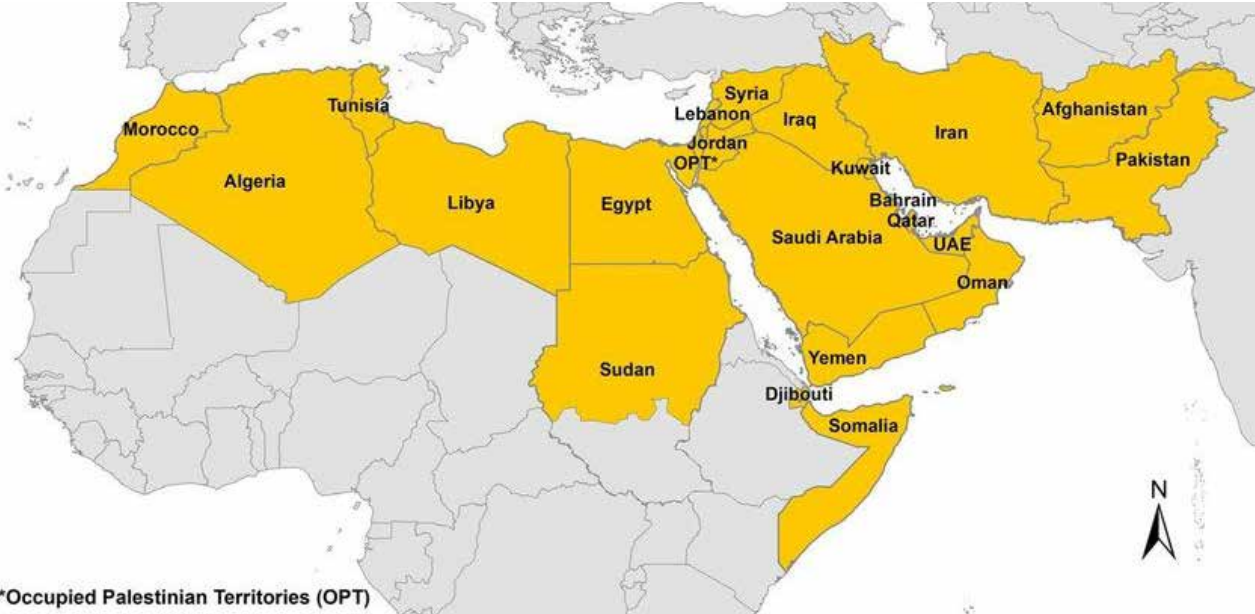 Syria
Tunisia
Lebanon
Afghanistan
Morocco
Iraq
Iran
Jordan
OPT*
Pakistan
Kuwait
Algeria
Bahrain
Libya
Egypt
Qatar
Saudi Arabia
UAE
Oman
Yemen
Sudan
Djibouti
Somalia
N
*Occupied Palestinian Territories (OPT)